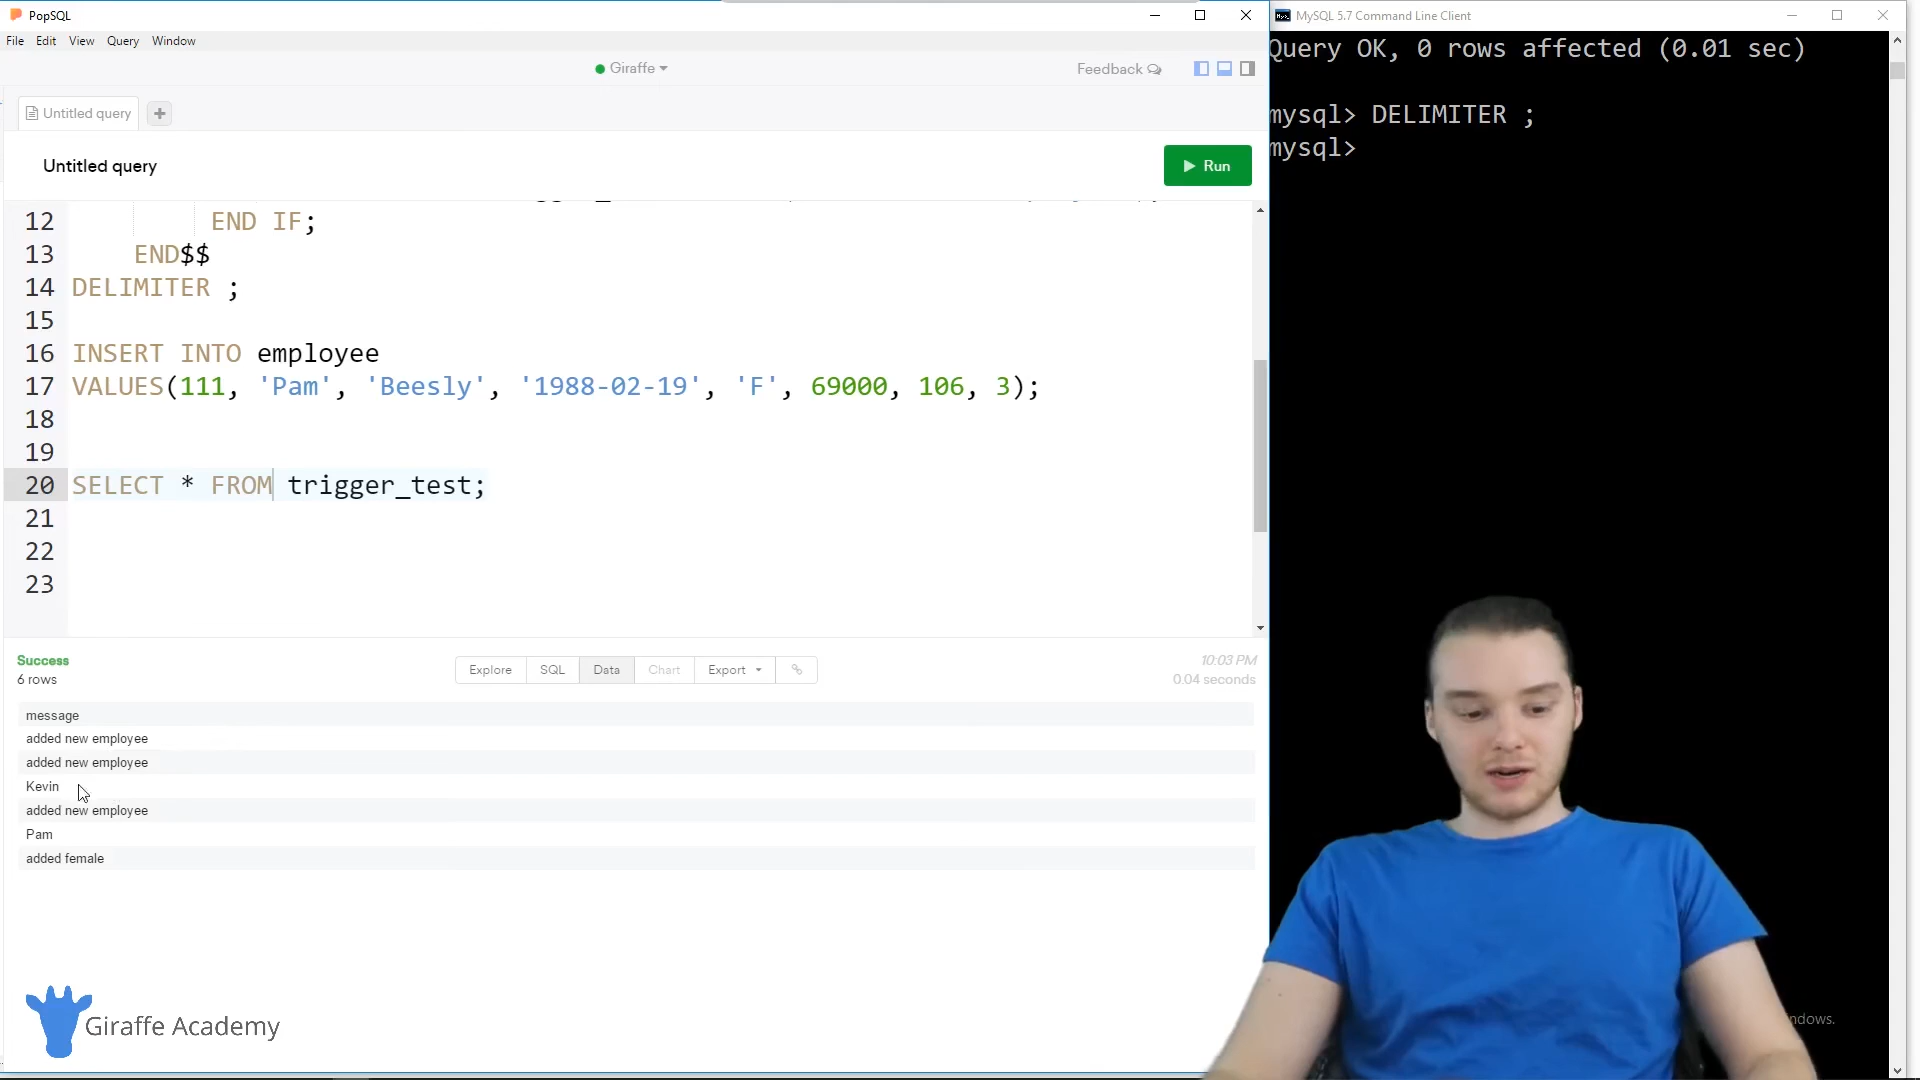 PopSQL
File Edit View Query Window
Giraffe
Feedback
Untitled query
Untitled query
Run
12 END IF;
13 END$$
14 DELIMITER ;
15
16 INSERT INTO employee
17 VALUES(111, 'Pam', 'Beesly', '1988-02-19', 'F', 69000, 106, 3);
18
19
20 SELECT * FROM trigger_test;
21
22
23
Success
6 rows
Explore SQL Data Chart Export
10:03 PM
0.04 seconds
message
added new employee
added new employee
Kevin
added new employee
Pam
added female
Giraffe Academy
MySQL 5.7 Command Line Client
Query OK, 0 rows affected (0.01 sec)
mysql> DELIMITER ;
mysql>